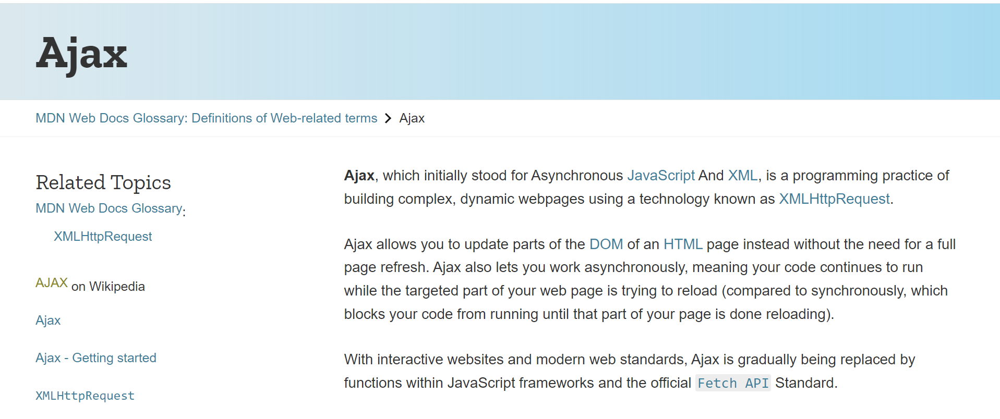 Ajax
MDN Web Docs Glossary: Definitions of Web-related terms > Ajax
Related Topics
MDN Web Docs Glossary:
XMLHttpRequest
AJAX on Wikipedia
Ajax
Ajax - Getting started
XMLHttpRequest
Ajax, which initially stood for Asynchronous JavaScript And XML, is a programming practice of
building complex, dynamic webpages using a technology known as XMLHttpRequest.
Ajax allows you to update parts of the DOM of an HTML page instead without the need for a full
page refresh. Ajax also lets you work asynchronously, meaning your code continues to run
while the targeted part of your web page is trying to reload (compared to synchronously, which
blocks your code from running until that part of your page is done reloading).
With interactive websites and modern web standards, Ajax is gradually being replaced by
functions within JavaScript frameworks and the official Fetch API Standard.